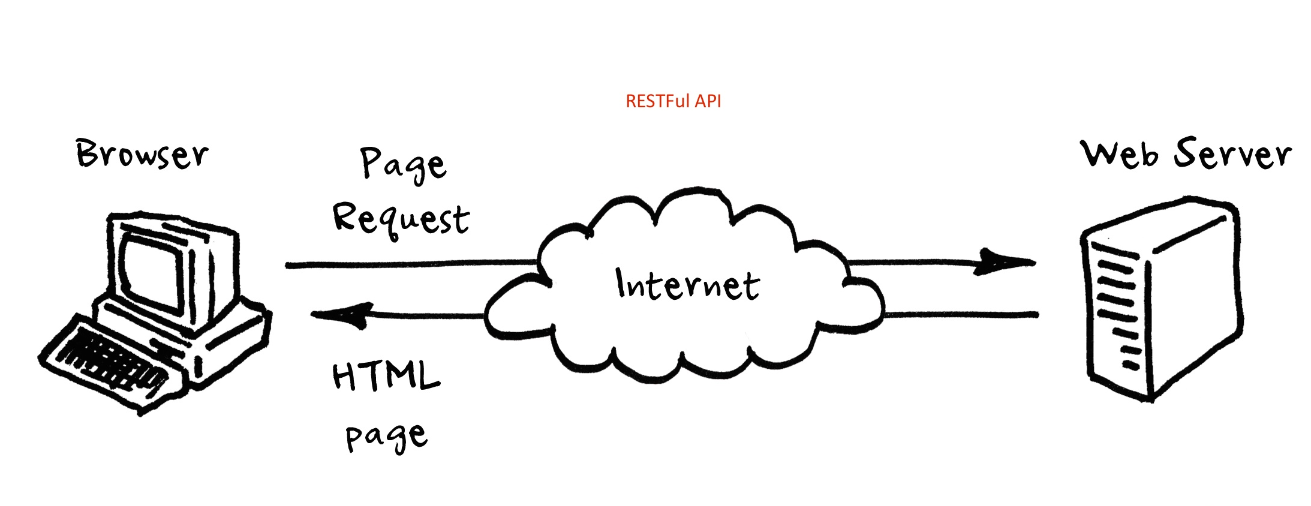 RESTFul API
Browser
Page
Request
Internet
Web Server
HTML
page